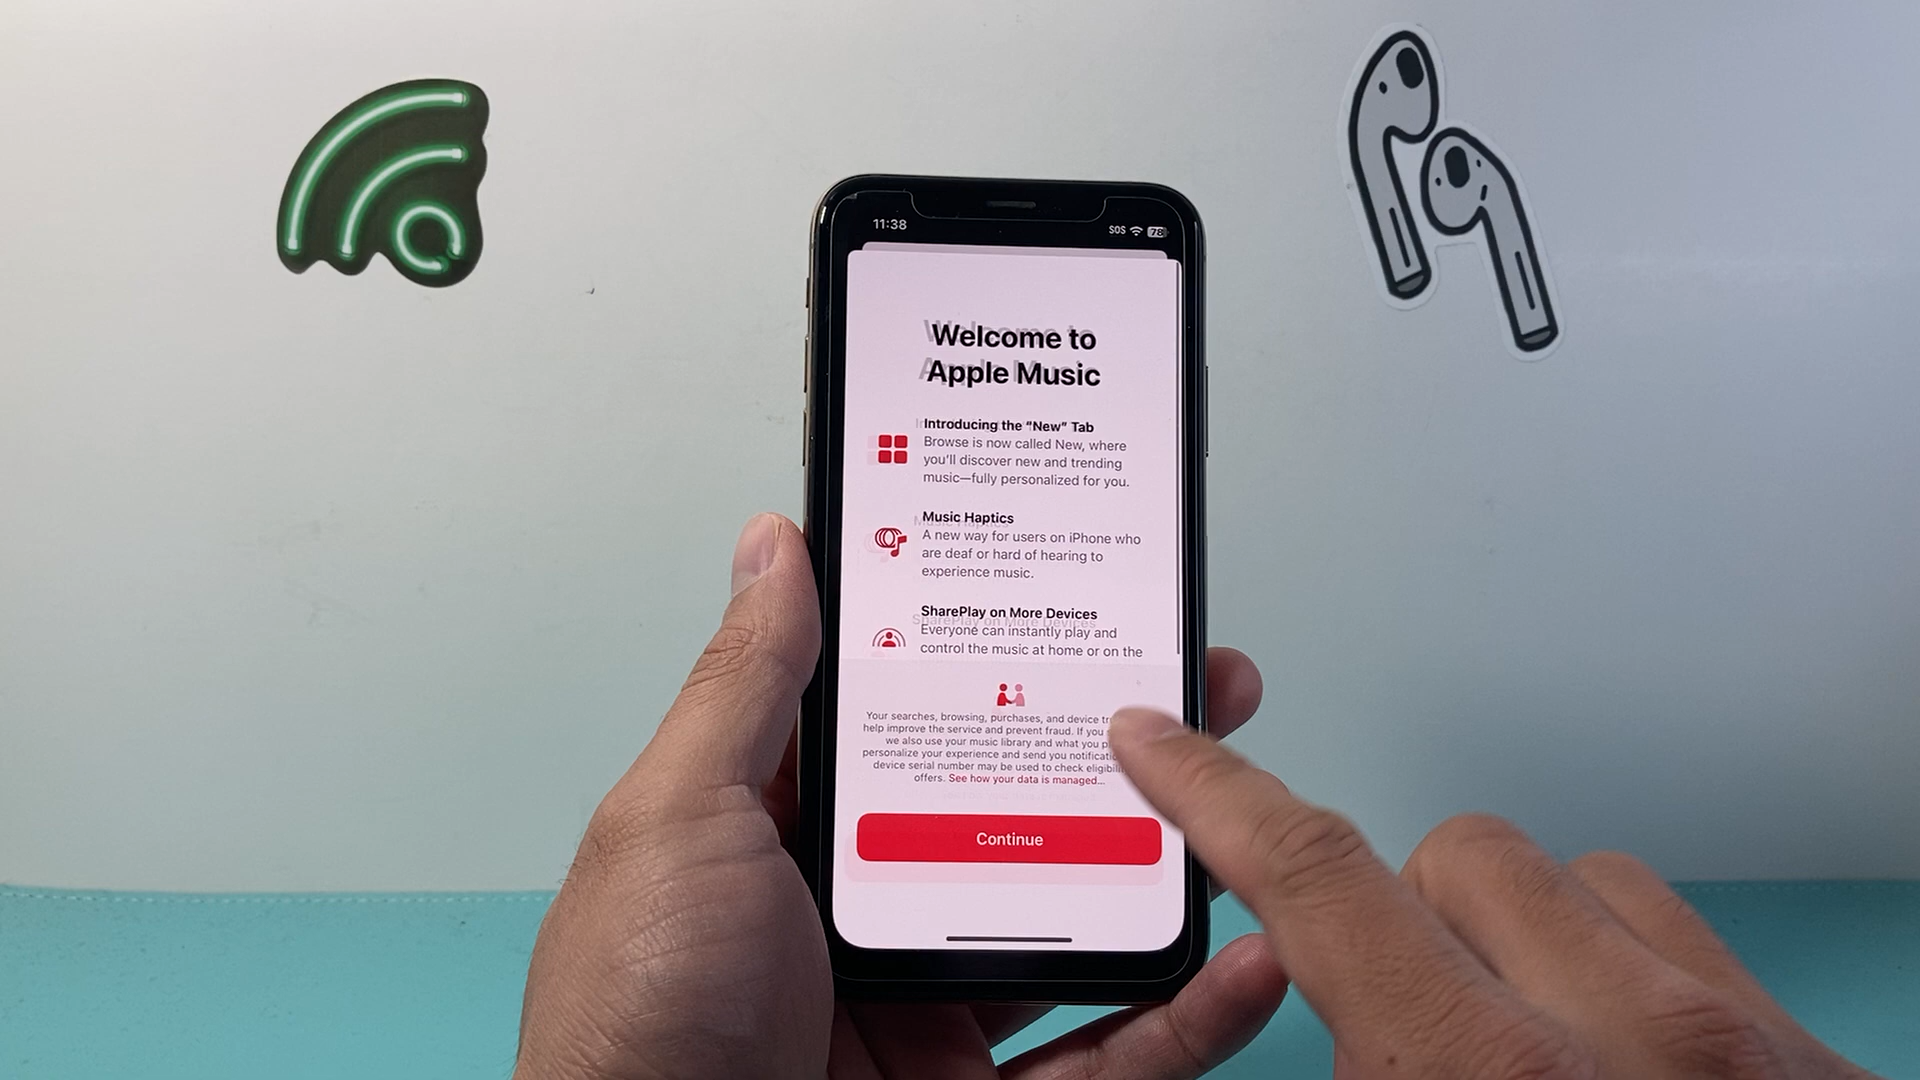 11:38
SOS
78
Welcome to
Apple Music
Introducing the “New” Tab
Browse is now called New, where
you’ll discover new and trending
music—fully personalized for you.
Music Haptics
A new way for users on iPhone who
are deaf or hard of hearing to
experience music.
SharePlay on More Devices
Everyone can instantly play and
control the music at home or on the
Your searches, browsing, purchases, and device
help improve the service and prevent fraud. If you
we also use your music library and what you
personalize your experience and send you
device serial number may be used to check
offers. See how your data is managed...
Continue